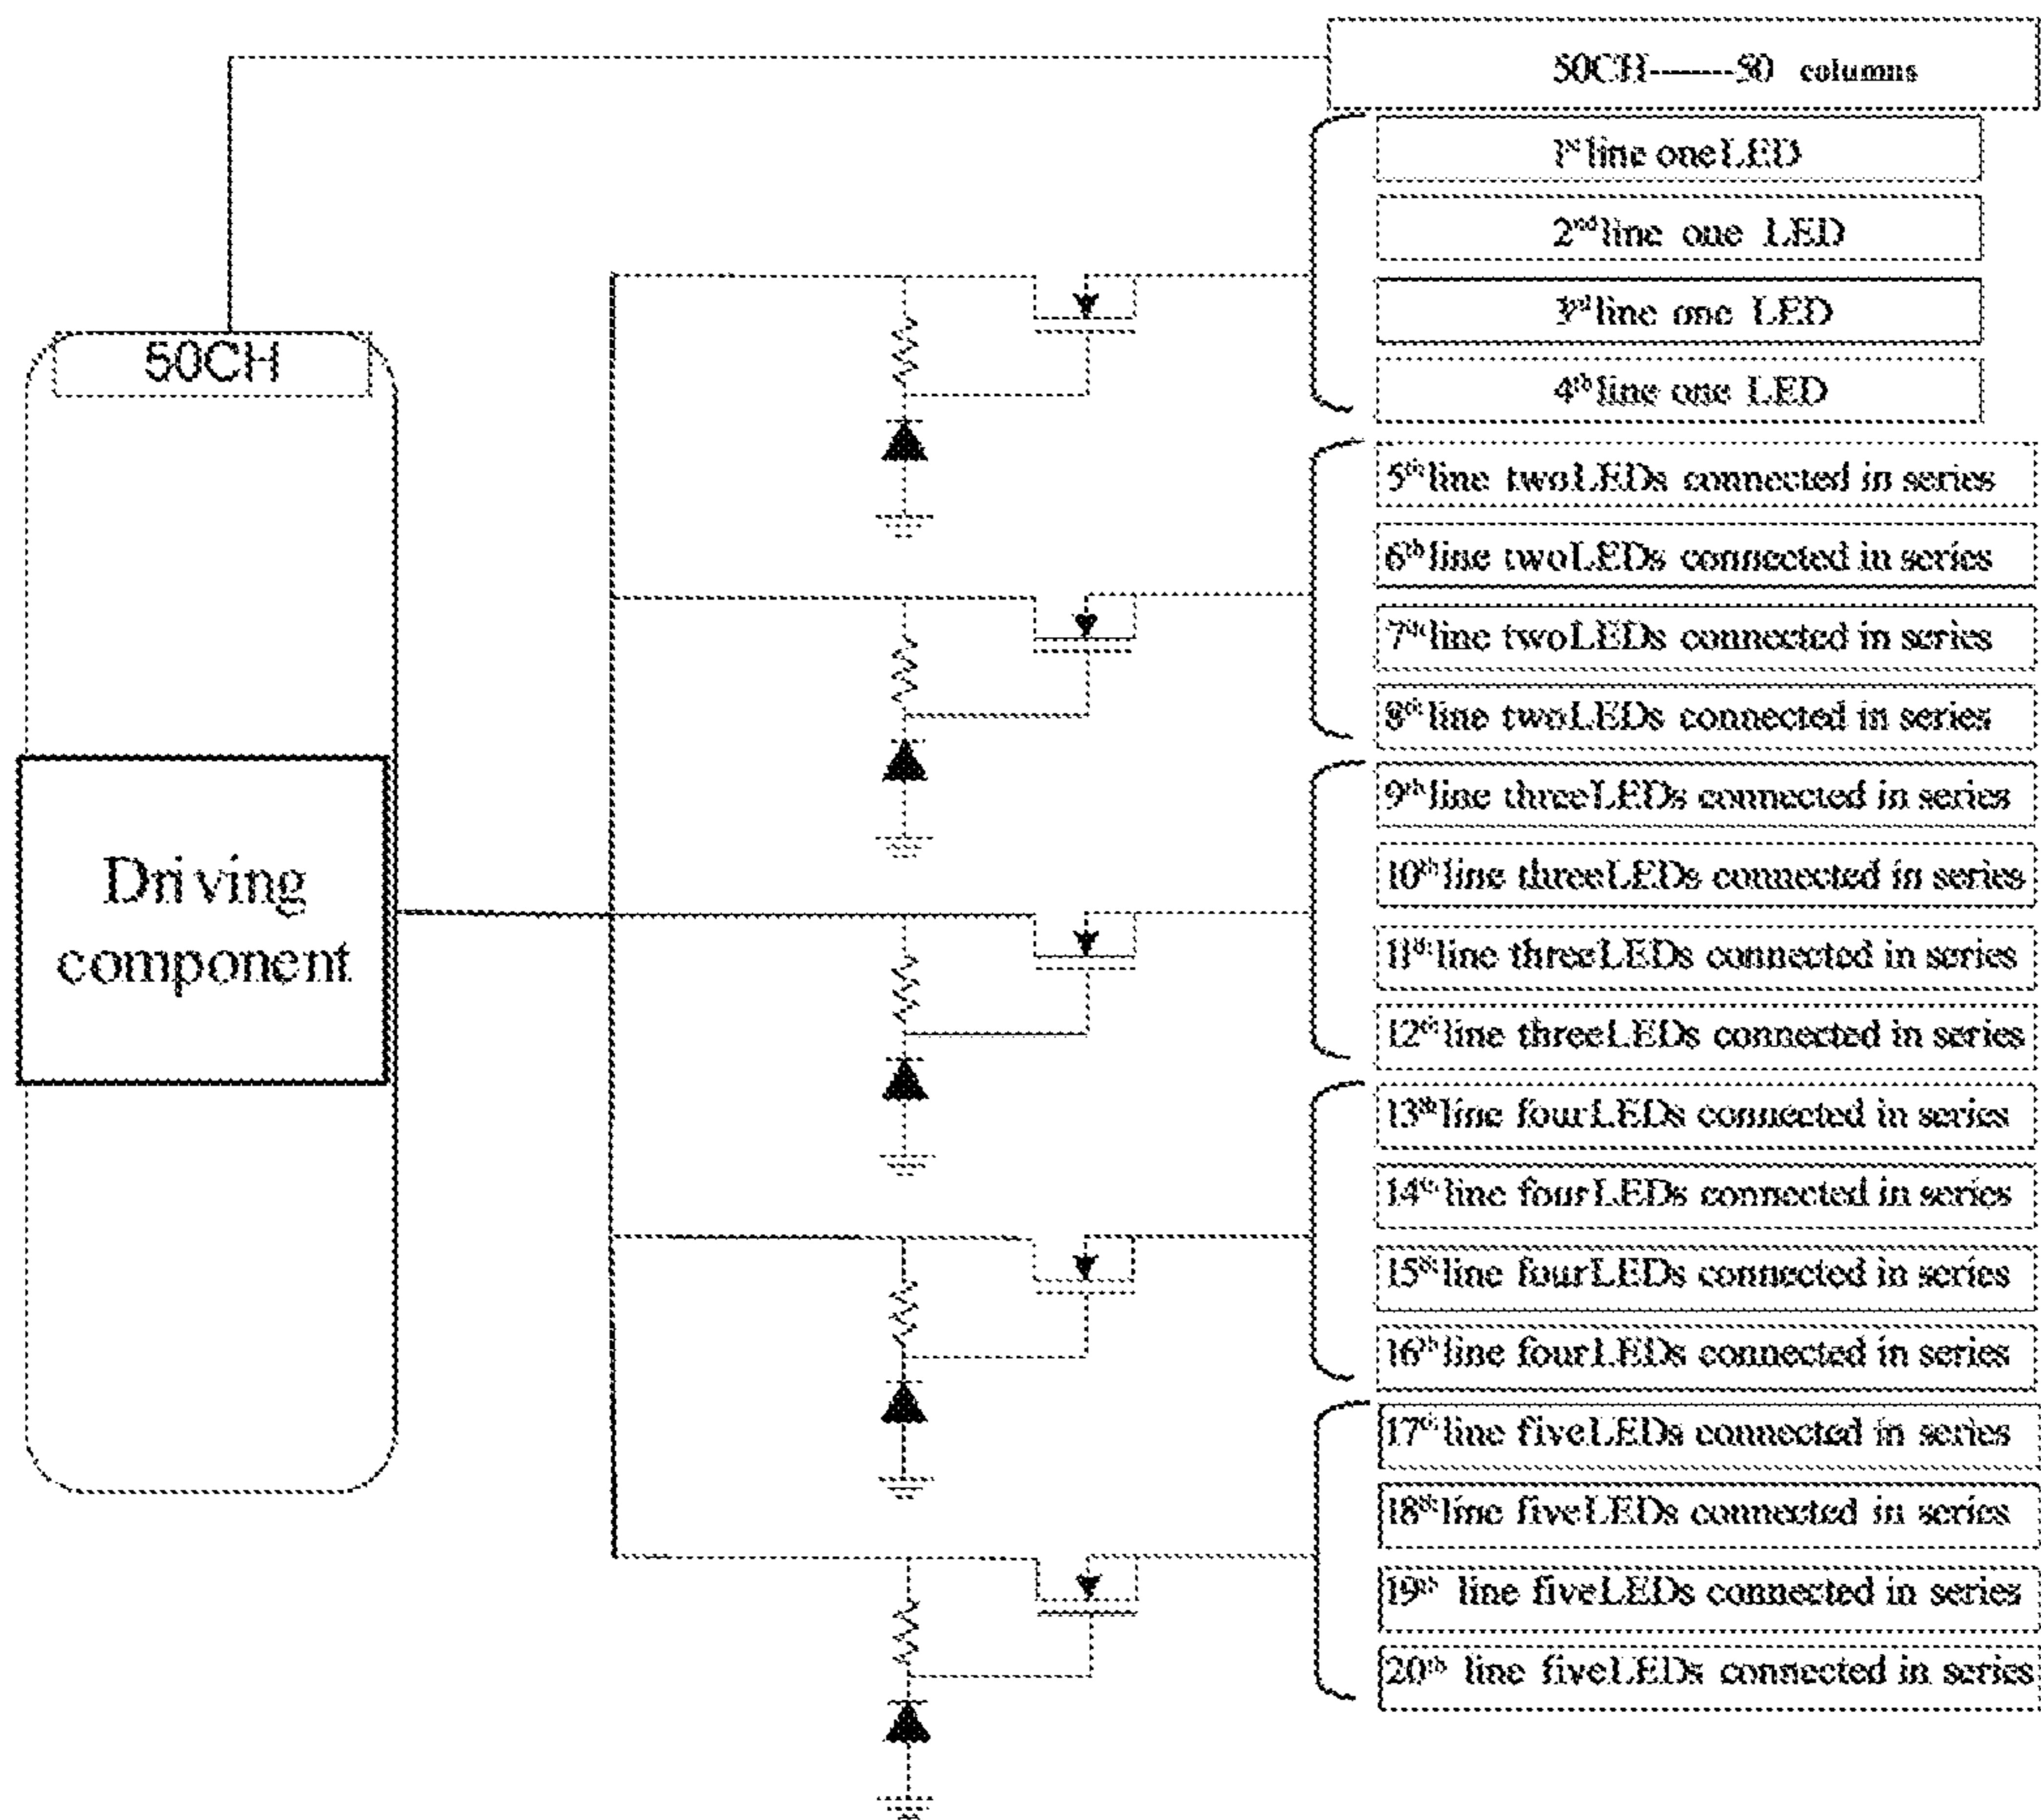 50CH-------50 columns
1st line one LED
2nd line one LED
3rd line one LED
4th line one LED
50CH
5th line two LEDs connected in series
6th line two LEDs connected in series
7th line two LEDs connected in series
8th line two LEDs connected in series
Driving
component
9th line three LEDs connected in series
10th line three LEDs connected in series
11th line three LEDs connected in series
12th line three LEDs connected in series
13th line four LEDs connected in series
14th line four LEDs connected in series
15th line four LEDs connected in series
16th line four LEDs connected in series
17th line five LEDs connected in series
18th line five LEDs connected in series
19th line five LEDs connected in series
20th line five LEDs connected in series